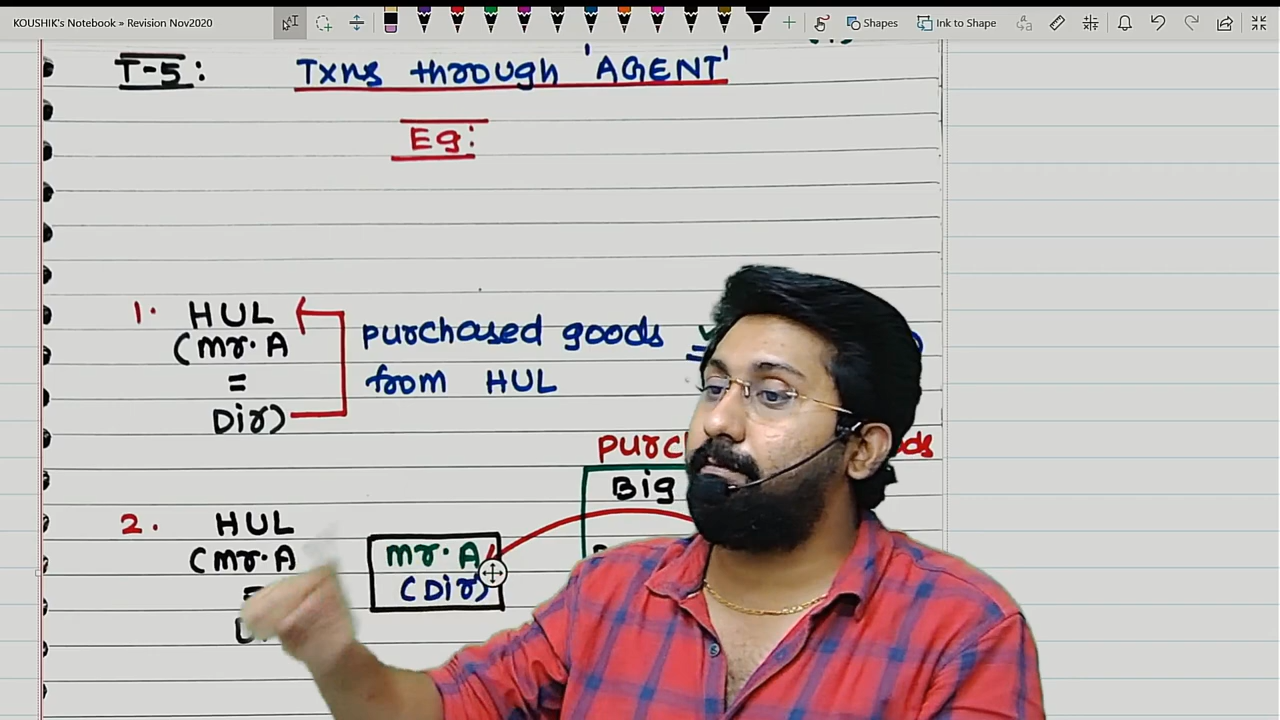 KOUSHIK's Notebook » Revision Nov2020
Shapes
Ink to Shape
T-5:
Txns through 'AGENT'
Eg:
1. HUL
(Mr.A
=
Dir)
purchased goods
from HUL
Big
2. HUL
(Mr.A
Mr.A
(Dir)